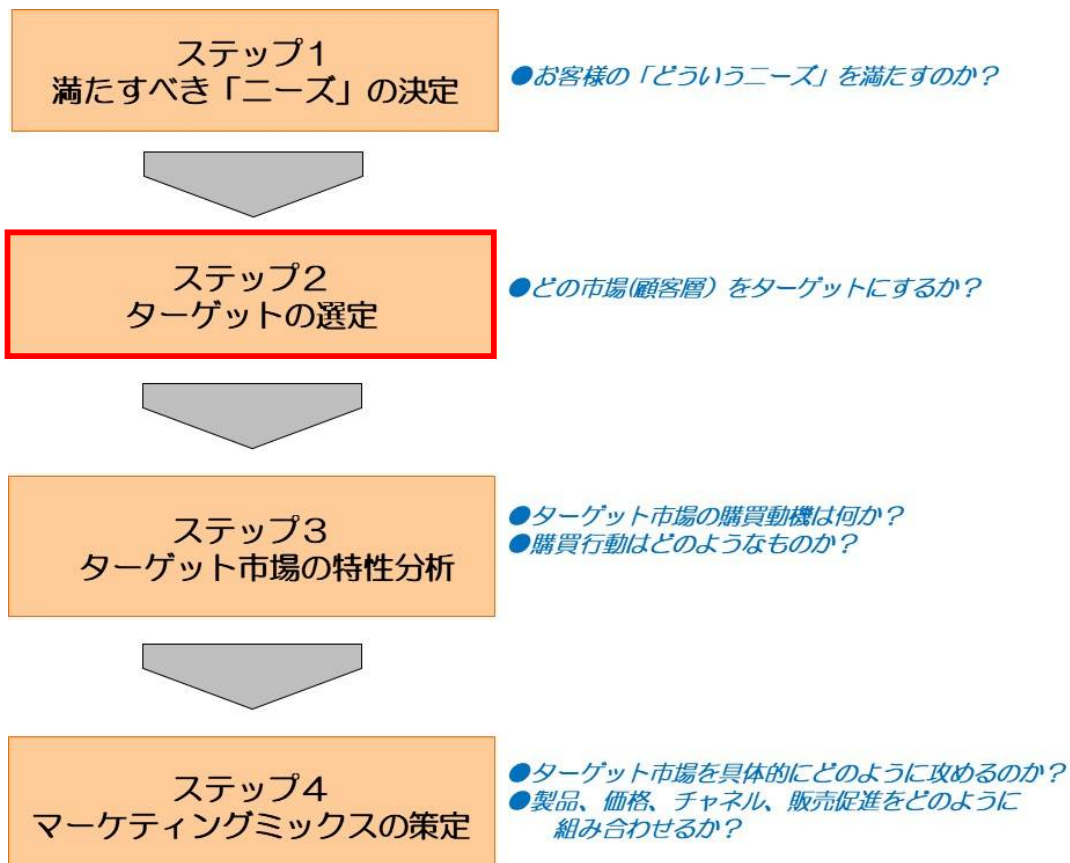 ステップ1
満たすべき「ニーズ」の決定
●お客様の「どういうニーズ」を満たすのか？
ステップ2
ターゲットの選定
●どの市場(顧客層）をターゲットにするか？
ステップ3
ターゲット市場の特性分析
●ターゲット市場の購買動機は何か？
●購買行動はどのようなものか？
ステップ4
マーケティングミックスの策定
●ターゲット市場を具体的にどのように攻めるのか？
●製品、価格、チャネル、販売促進をどのように
組み合わせるか？